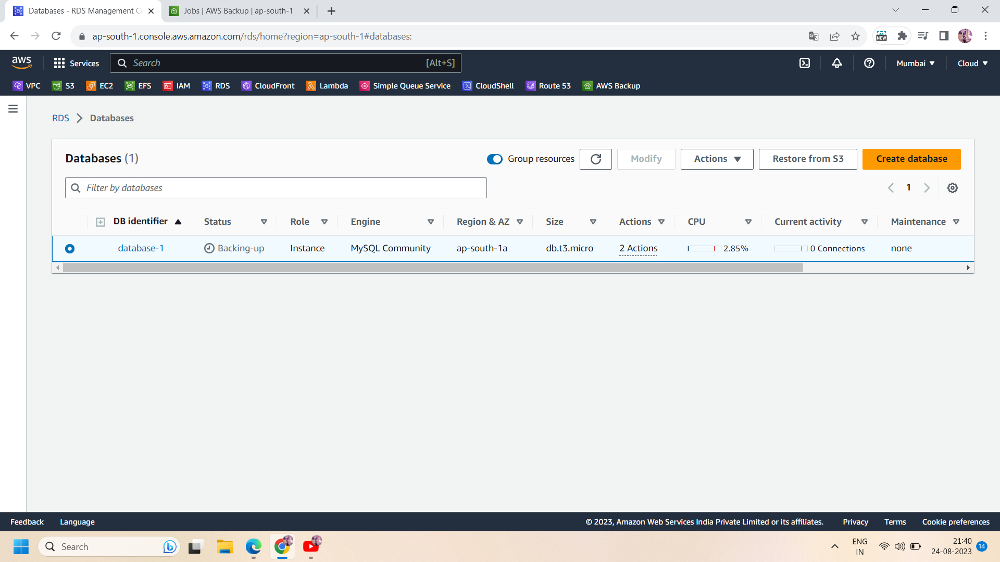 Databases - RDS Management Co
Jobs | AWS Backup | ap-south-1
ap-south-1.console.aws.amazon.com/rds/home?region=ap-south-1#databases:
NEW
aws
Services
Search
[Alt+S]
Mumbai
Cloud
VPC
S3
EC2
EFS
IAM
RDS
CloudFront
Lambda
Simple Queue Service
CloudShell
Route 53
AWS Backup
RDS
Databases
Databases (1)
Group resources
Modify
Actions
Restore from S3
Create database
Filter by databases
1
DB identifier
Status
Role
Engine
Region & AZ
Size
Actions
CPU
Current activity
Maintenance
database-1
Backing-up
Instance
MySQL Community
ap-south-1a
db.t3.micro
2 Actions
2.85%
0 Connections
none
Feedback
Language
© 2023, Amazon Web Services India Private Limited or its affiliates.
Privacy
Terms
Cookie preferences
Search
ENG
IN
21:40
24-08-2023
14